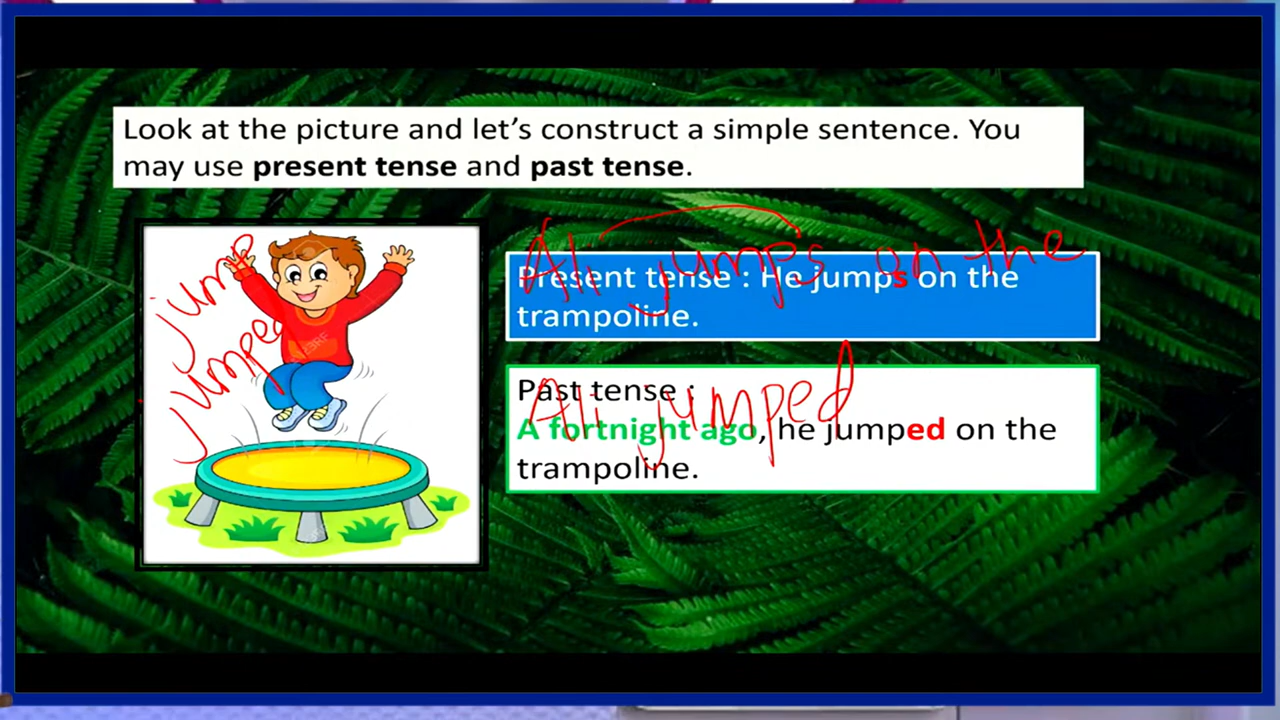 Look at the picture and let's construct a simple sentence. You
may use present tense and past tense.
jump
jumped
Ali jumps on the
Present tense : He jumps on the
trampoline.
Ali jumped
Past tense :
A fortnight ago, he jumped on the
trampoline.